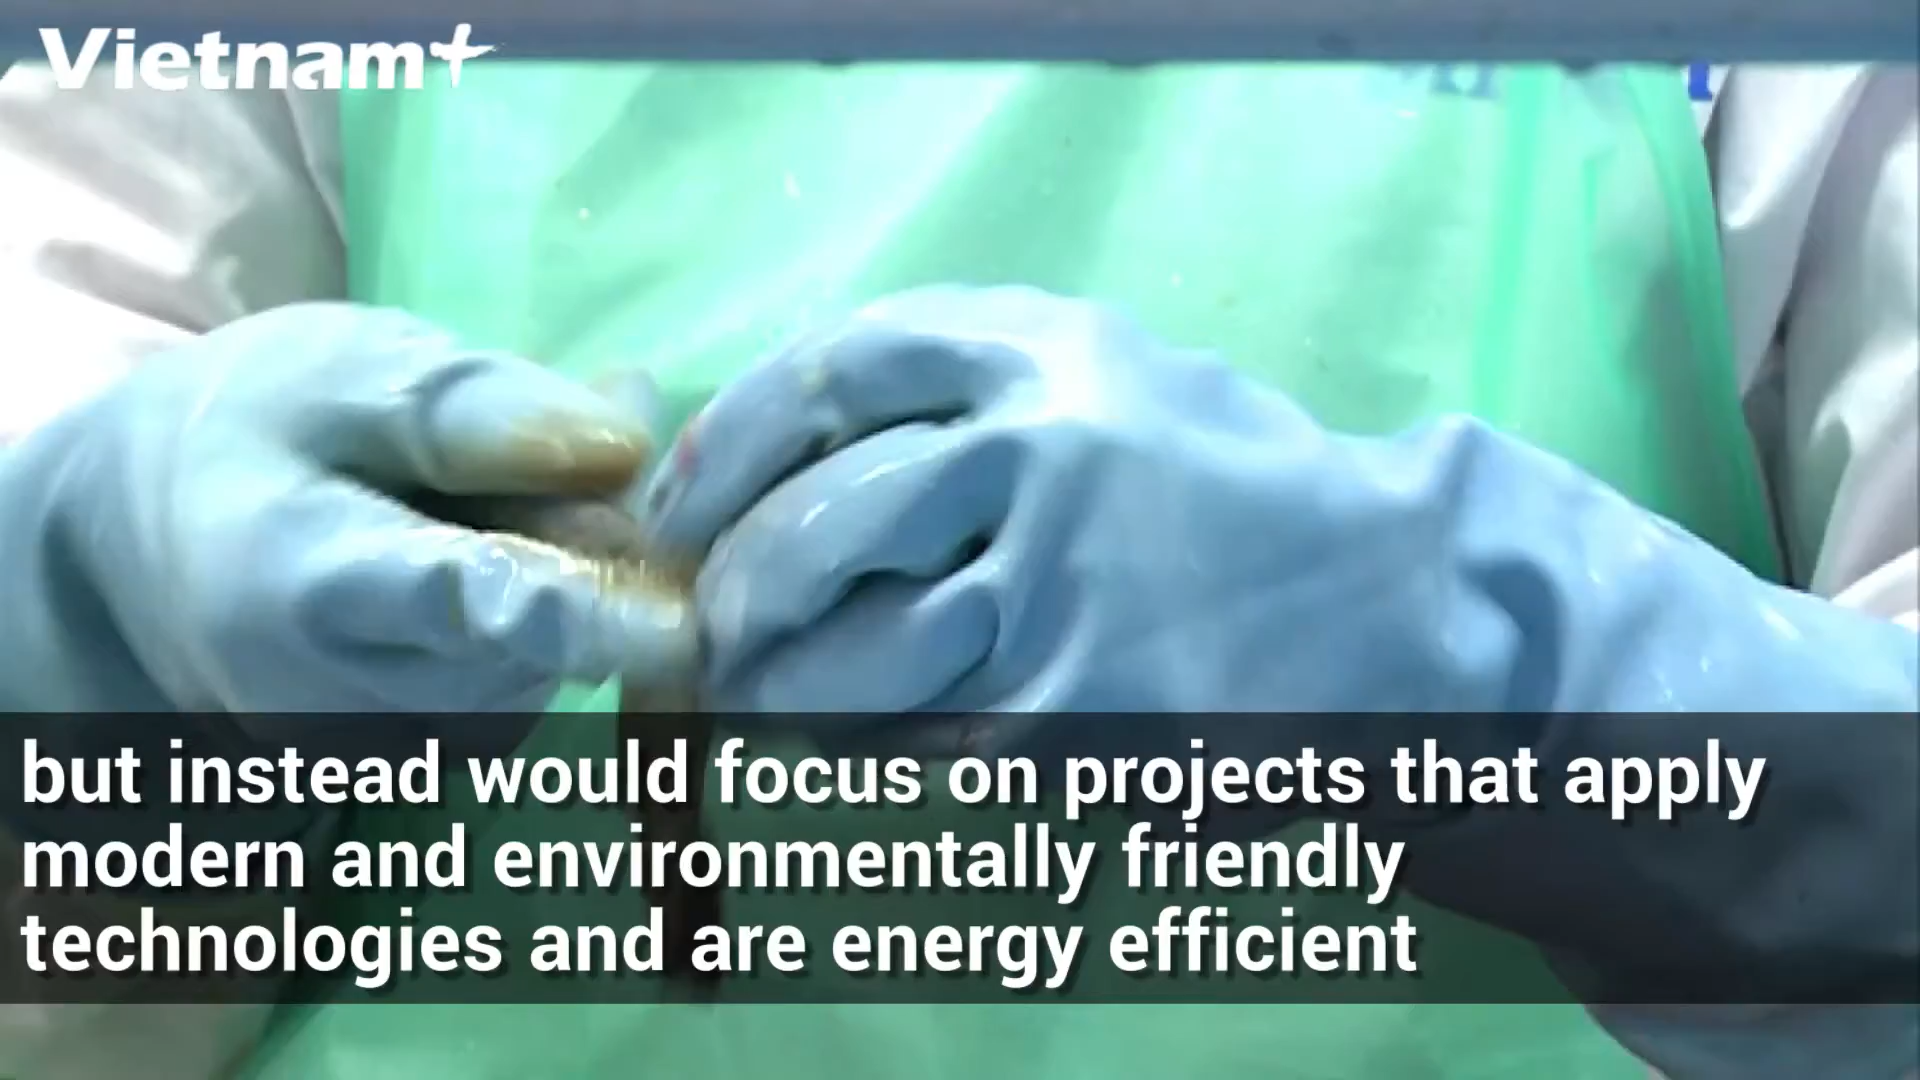 Vietnam+
but instead would focus on projects that apply
modern and environmentally friendly
technologies and are energy efficient